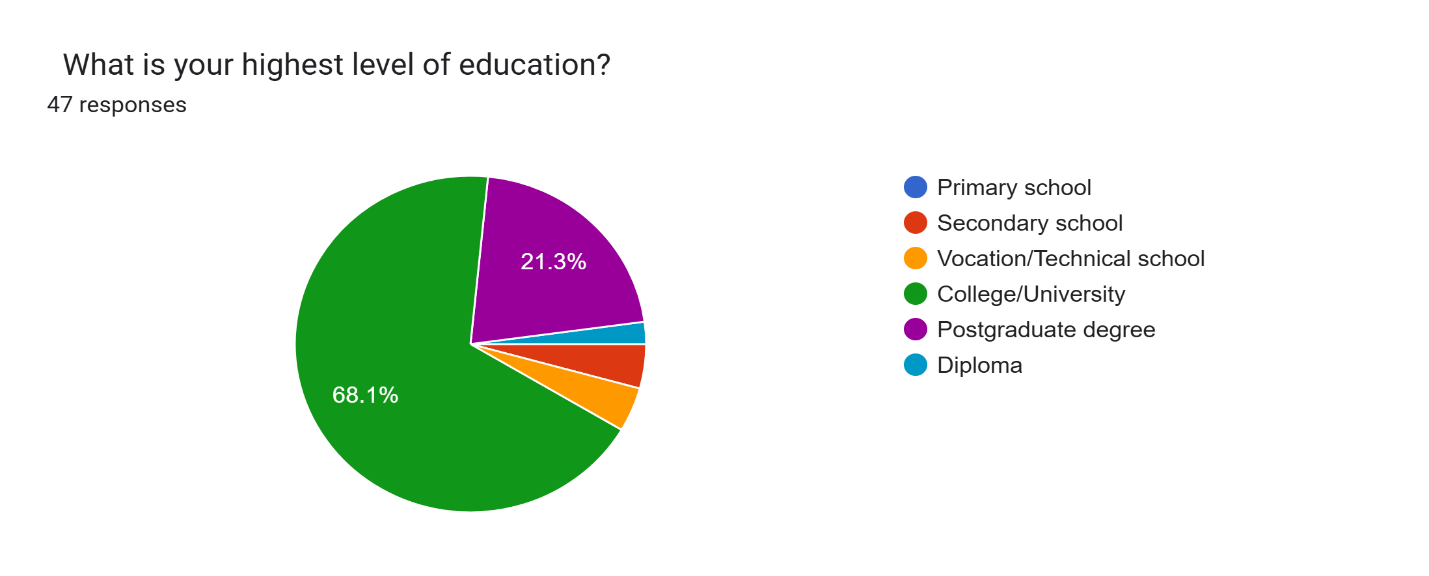 What is your highest level of education?
47 responses
21.3%
68.1%
Primary school
Secondary school
Vocation/Technical school
College/University
Postgraduate degree
Diploma